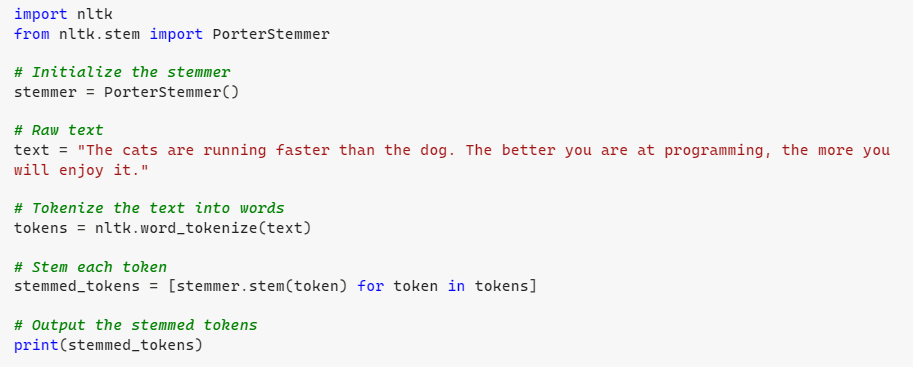 import nltk
from nltk.stem import PorterStemmer
# Initialize the stemmer
stemmer = PorterStemmer()
# Raw text
text = "The cats are running faster than the dog. The better you are at programming, the more you
will enjoy it."
# Tokenize the text into words
tokens = nltk.word_tokenize(text)
# Stem each token
stemmed_tokens = [stemmer.stem(token) for token in tokens]
# Output the stemmed tokens
print(stemmed_tokens)